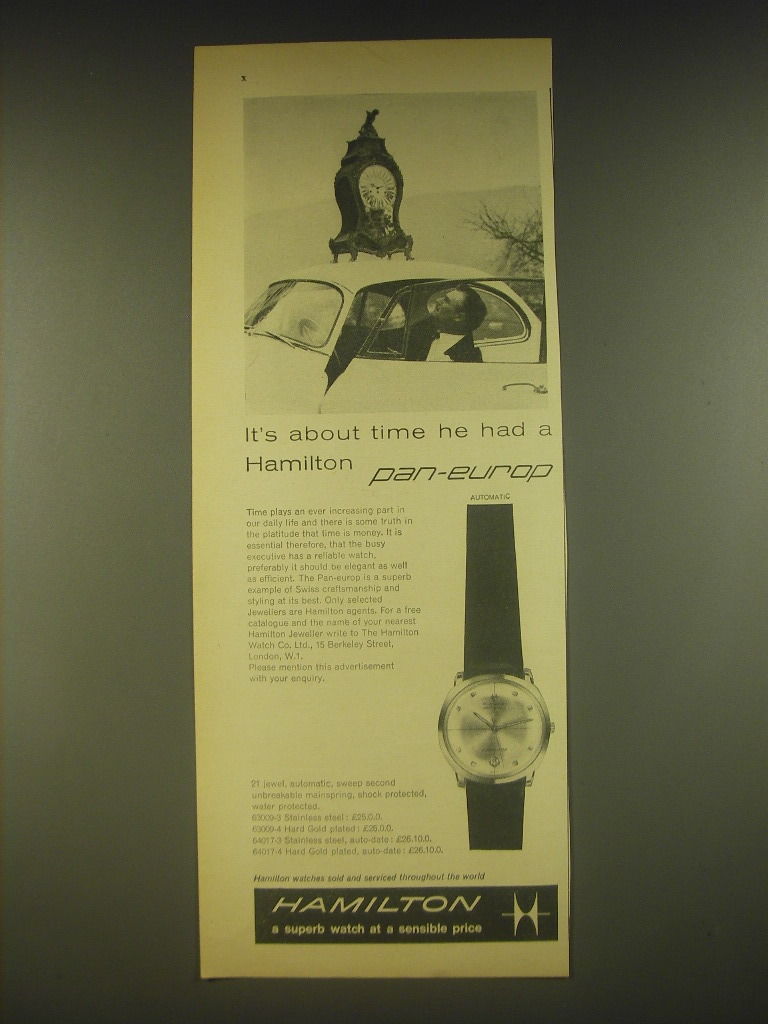 x
It's about time he had a
Hamilton pan-europ
AUTOMATIC
Time plays an ever increasing part in
our daily life and there is some truth in
the platitude that time is money. It is
essential therefore, that the busy
executive has a reliable watch,
preferably it should be elegant as well
as efficient. The Pan-europ is a superb
example of Swiss craftsmanship and
styling at its best. Only selected
Jewellers are Hamilton agents. For a free
catalogue and the name of your nearest
Hamilton Jeweller write to The Hamilton
Watch Co. Ltd., 15 Berkeley Street,
London, W.1.
Please mention this advertisement
with your enquiry.
21 jewel, automatic, sweep second
unbreakable mainspring, shock protected,
water protected.
63009-3 Stainless steel : £25.0.0.
63009-4 Hard Gold plated : £25.0.0.
64017-3 Stainless steel, auto-date : £26.10.0.
64017-4 Hard Gold plated, auto-date : £26.10.0.
Hamilton watches sold and serviced throughout the world
HAMILTON
a superb watch at a sensible price